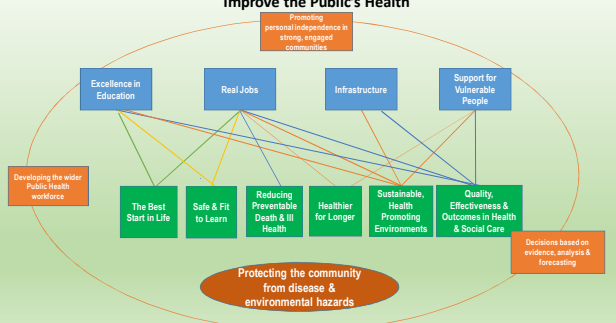 Improve the Public's Health
Promoting
personal independence in
strong, engaged
communities
Excellence in
Education
Real Jobs
Infrastructure
Support for
Vulnerable
People
Developing the wider
Public Health
workforce
The Best
Start in Life
Safe & Fit
to Learn
Reducing
Preventable
Death & Ill
Health
Healthier
for Longer
Sustainable,
Health
Promoting
Environments
Quality,
Effectiveness &
Outcomes in Health
& Social Care
Decisions based on
evidence, analysis &
forecasting
Protecting the community
from disease &
environmental hazards